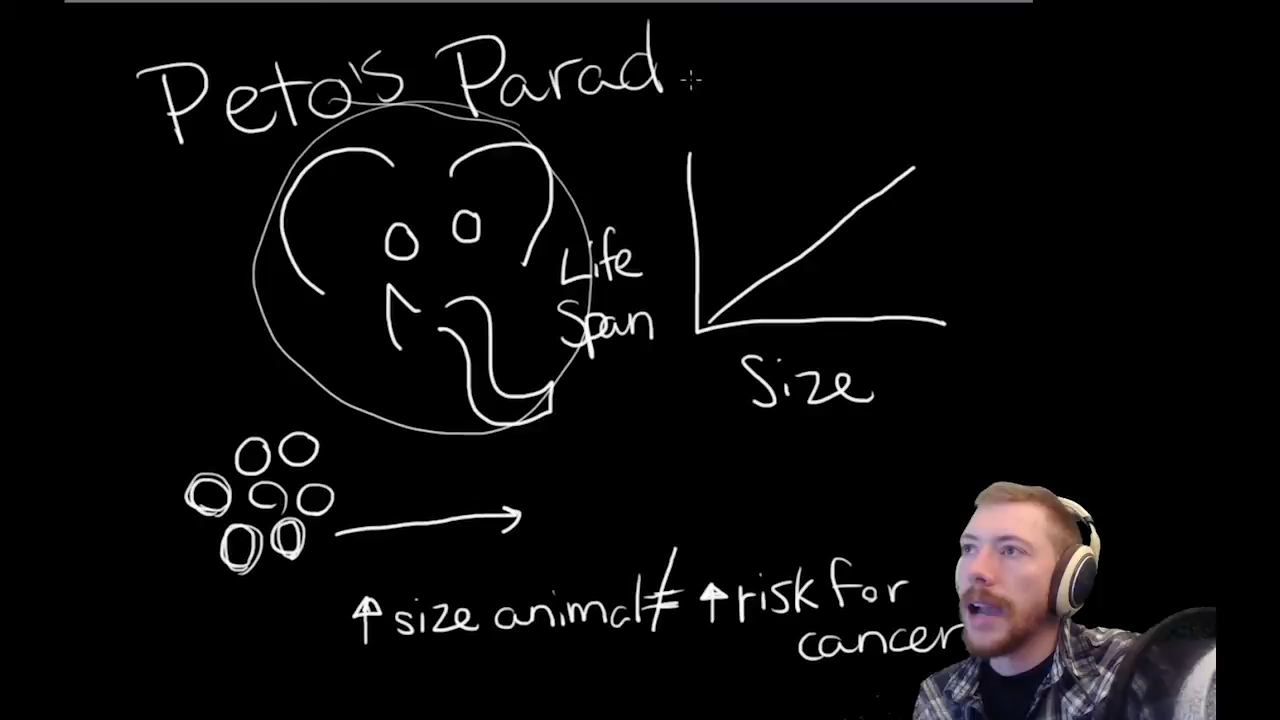 Peto's Parad
Life
Span
Size
↑ size animal ≠ ↑ risk for
cancer